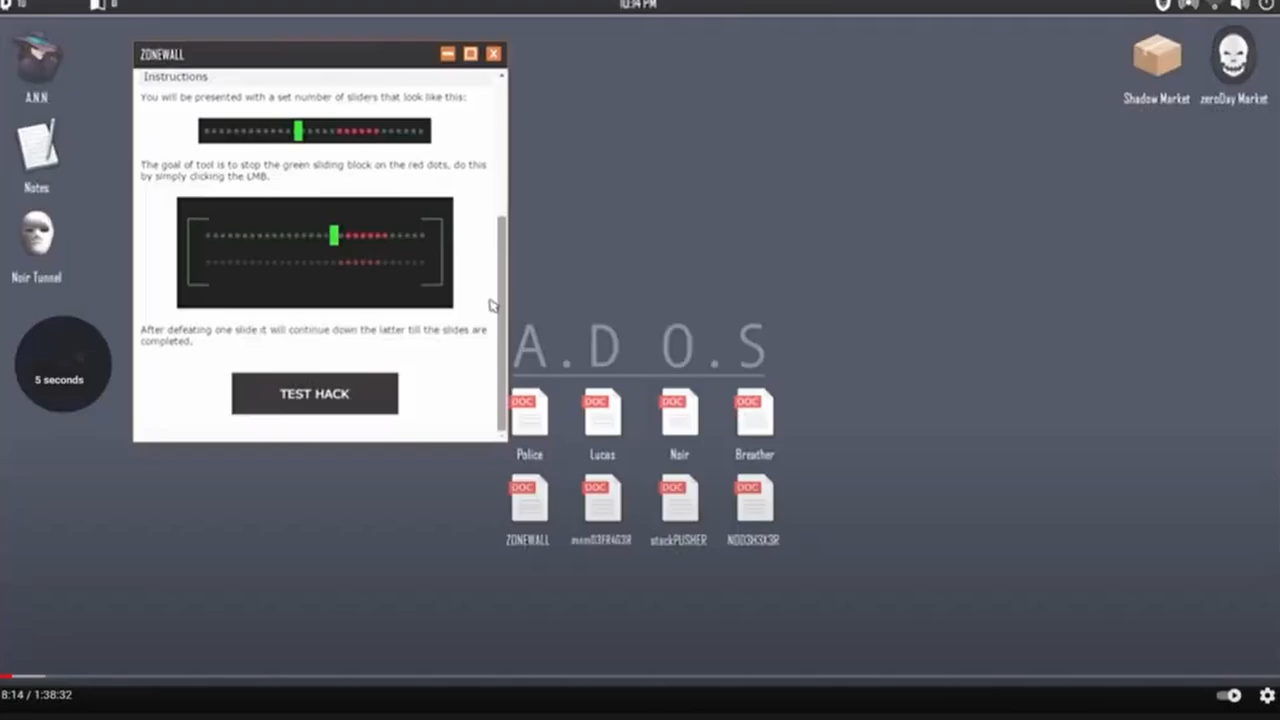 10:14 PM
ZONEWALL
Instructions
You will be presented with a set number of sliders that look like this:
The goal of tool is to stop the green sliding block on the red dots, do this
by simply clicking the LMB.
After defeating one slide it will continue down the latter till the slides are
completed.
TEST HACK
A.N.N
Notes
Noir Tunnel
5 seconds
Shadow Market
zeroDay Market
A.D O.S
DOC
DOC
DOC
DOC
Police
Lucas
Noir
Breather
DOC
DOC
DOC
DOC
ZONEWALL
stackPUSHER
8:14 / 1:38:32